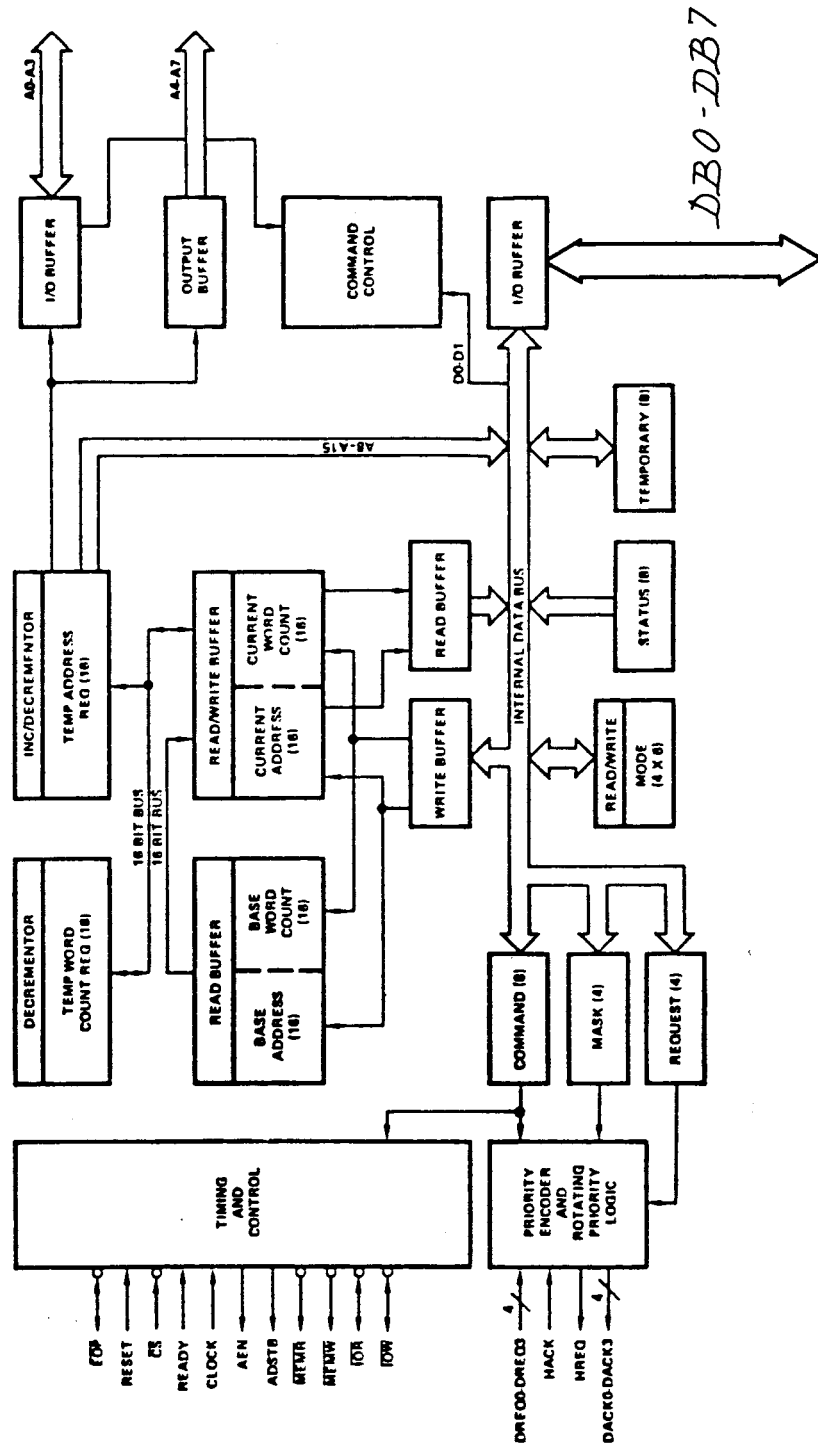 EOP
RESET
CS
READY
CLOCK
AEN
ADSTB
MEMR
MEMW
IOR
IOW
DREQ0-DREQ3
4
HACK
HREQ
DACK0-DACK3
4
TIMING
AND
CONTROL
PRIORITY
ENCODER
AND
ROTATING
PRIORITY
LOGIC
DECREMENTOR
TEMP WORD
COUNT REG (16)
INC/DECREMENTOR
TEMP ADDRESS
REG (16)
16 BIT BUS
16 BIT BUS
READ BUFFER
BASE
ADDRESS
(16)
BASE
WORD
COUNT
(16)
READ/WRITE BUFFER
CURRENT
ADDRESS
(16)
CURRENT
WORD
COUNT
(16)
WRITE BUFFER
READ BUFFER
COMMAND (8)
MASK (4)
REQUEST (4)
INTERNAL DATA BUS
READ/WRITE
MODE
(4 X 6)
STATUS (8)
TEMPORARY (8)
A8-A15
D0-D1
I/O BUFFER
A0-A3
OUTPUT
BUFFER
A4-A7
COMMAND
CONTROL
I/O BUFFER
DB0-DB7